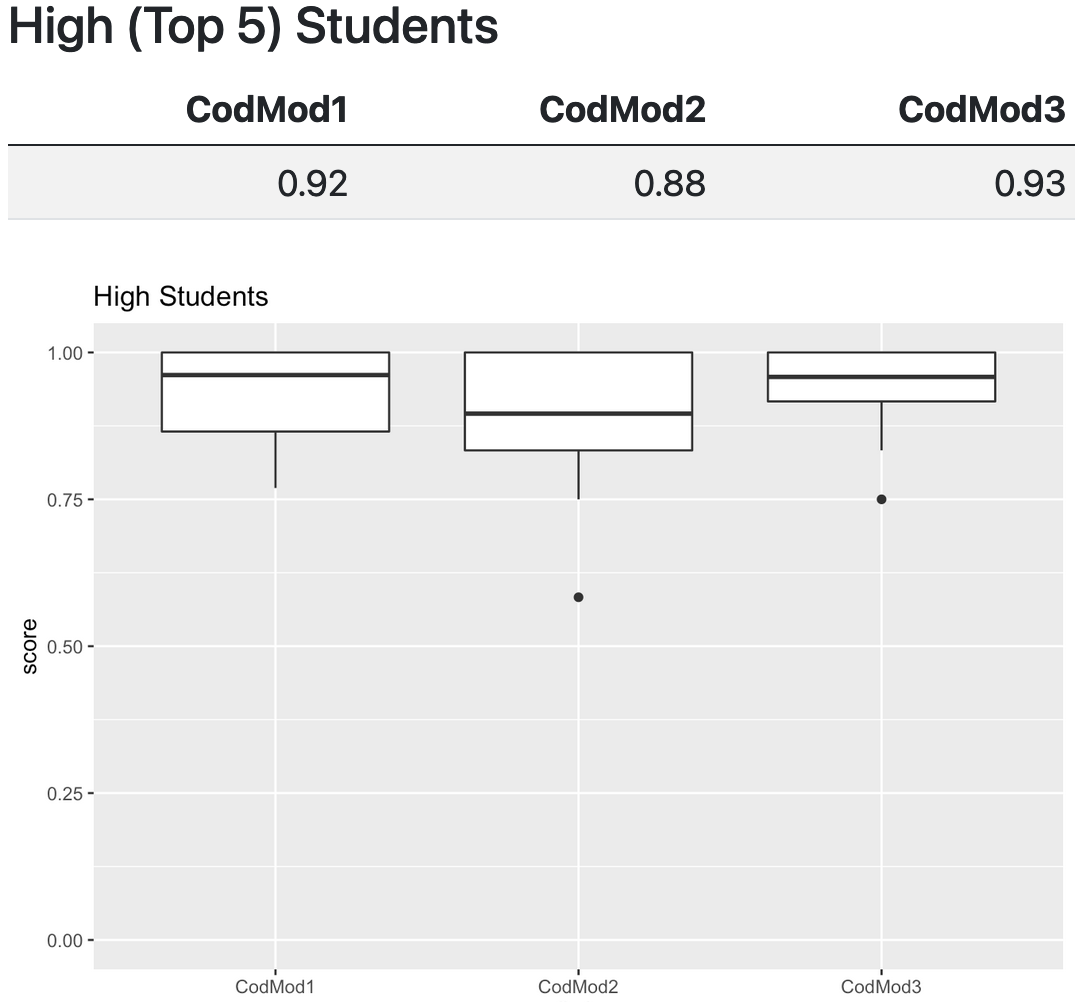 High (Top 5) Students
CodMod1 CodMod2 CodMod3
0.92 0.88 0.93
High Students
1.00
0.75
0.50
0.25
0.00
score
CodMod1 CodMod2 CodMod3